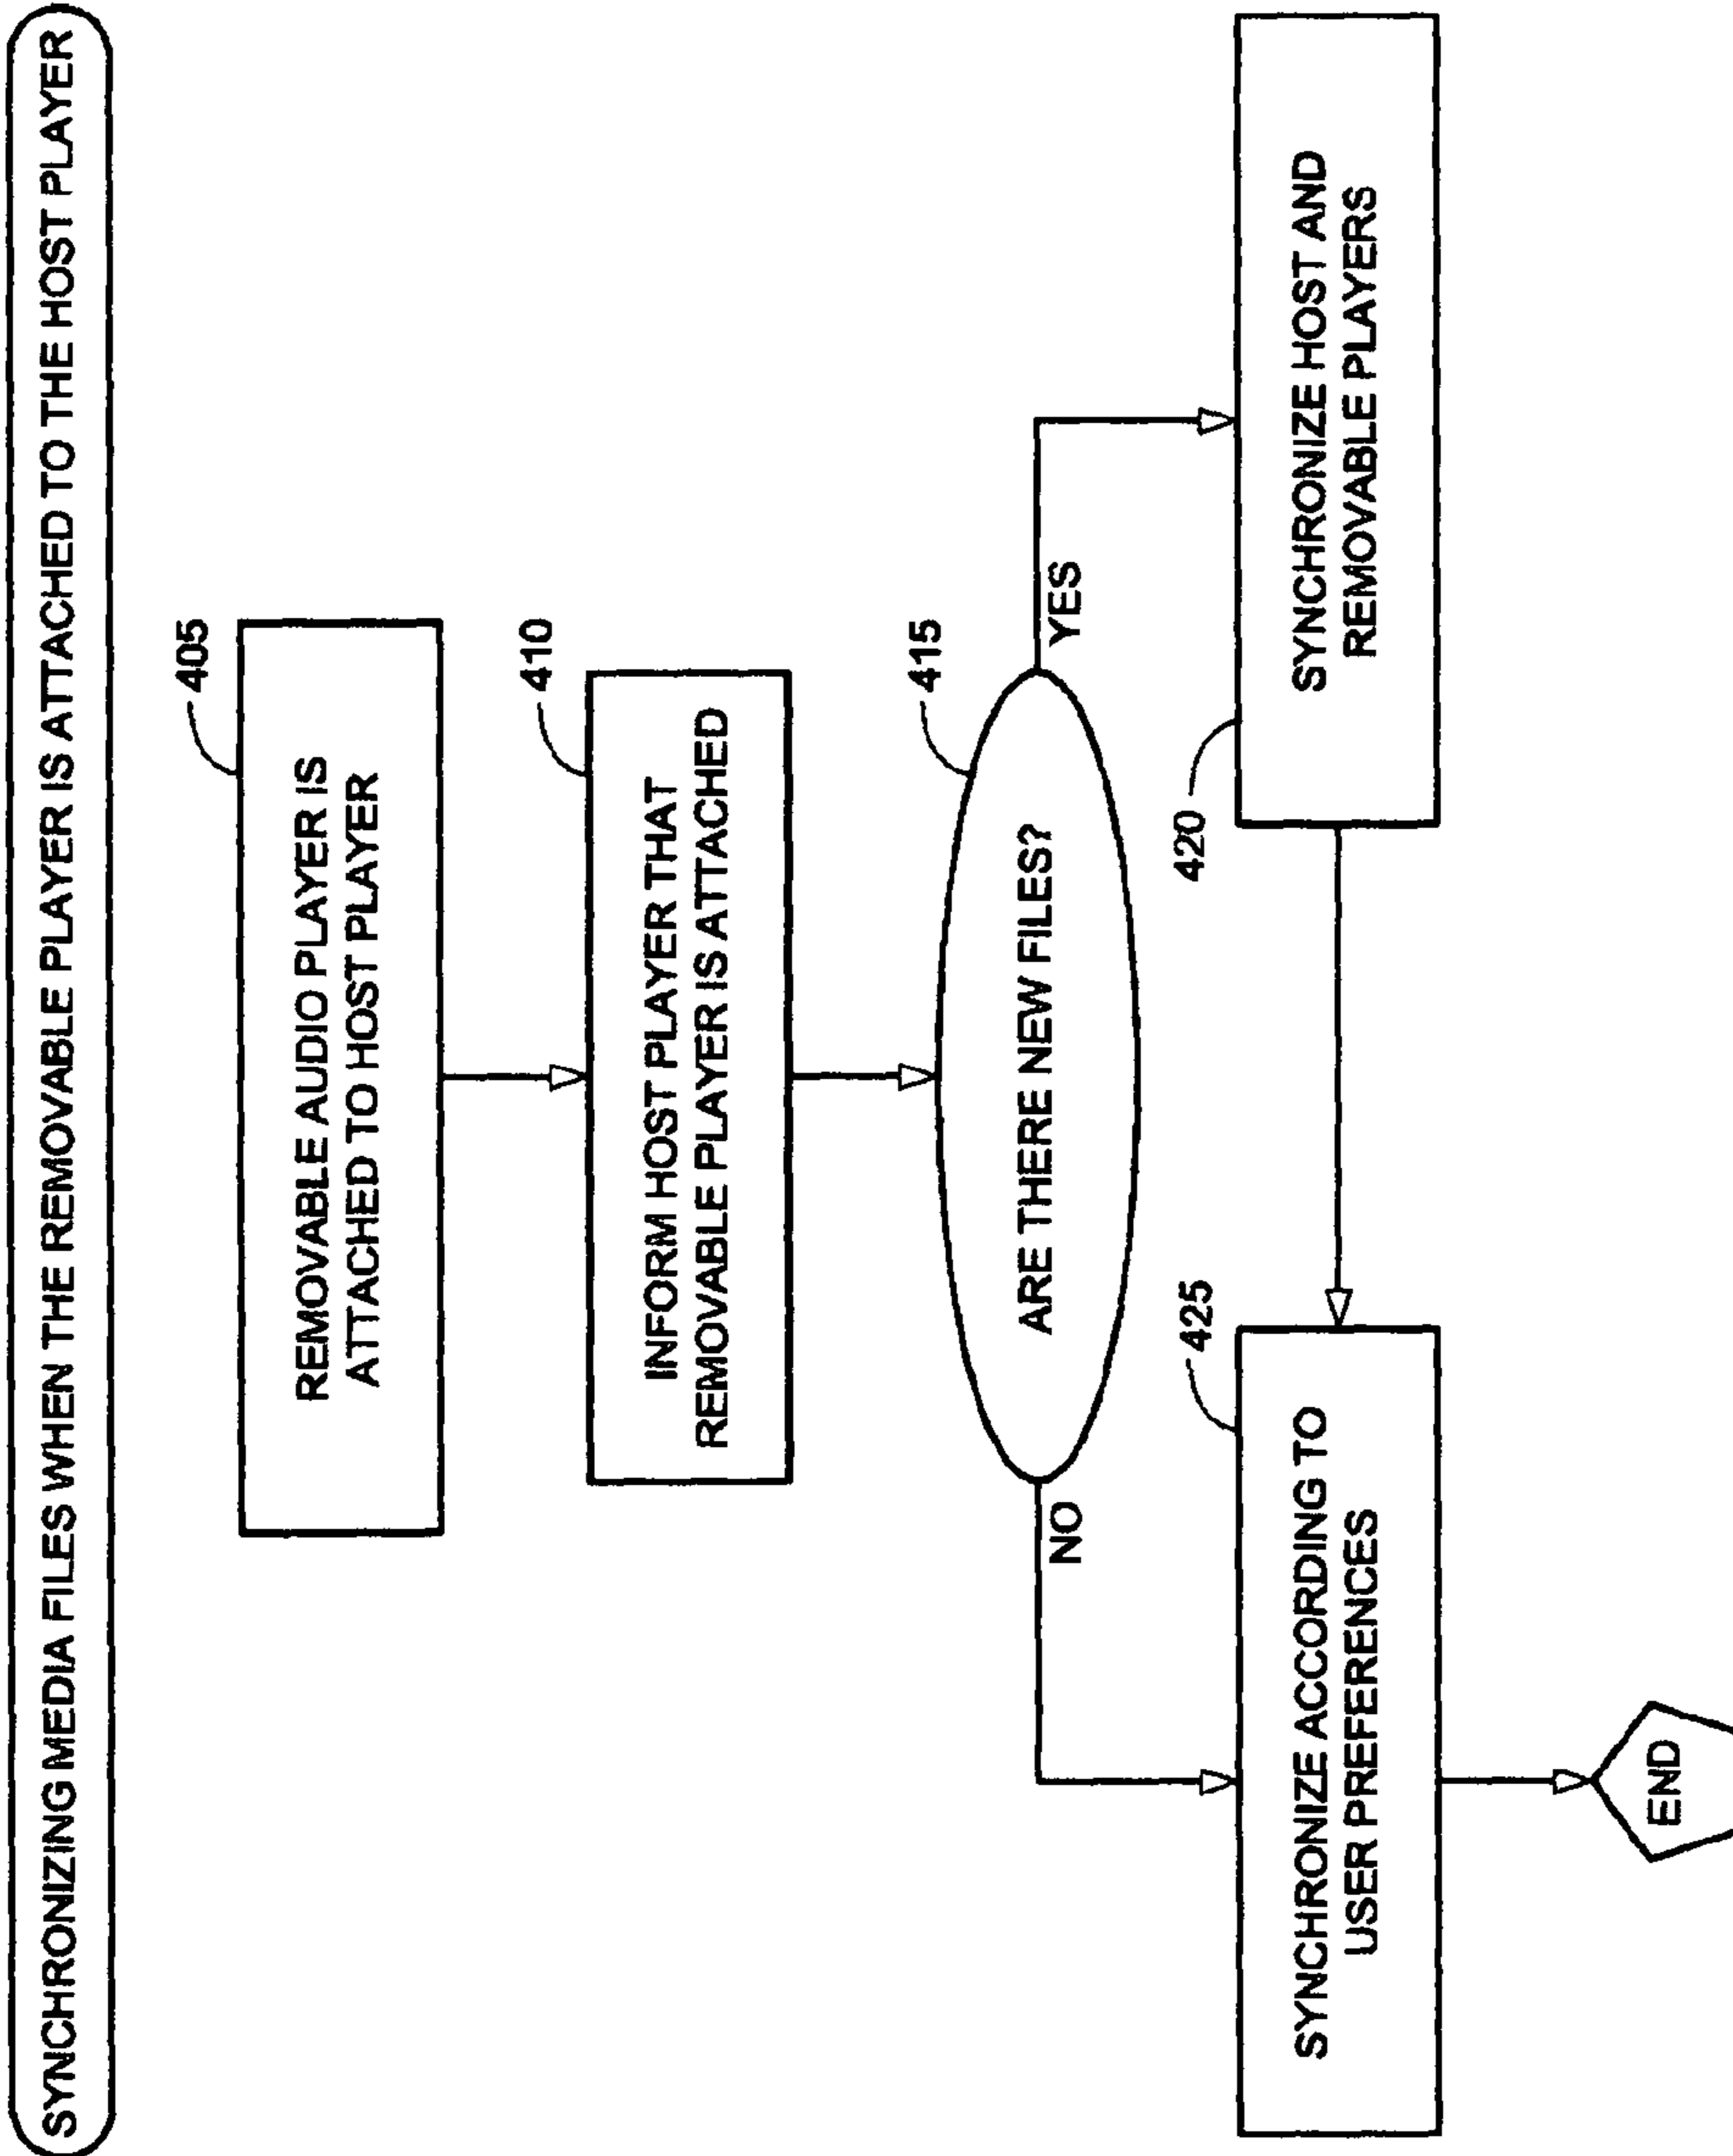 SYNCHRONIZING MEDIA FILES WHEN THE REMOVABLE PLAYER IS ATTACHED TO THE HOST PLAYER
405
REMOVABLE AUDIO PLAYER IS
ATTACHED TO HOST PLAYER
410
INFORM HOST PLAYER THAT
REMOVABLE PLAYER IS ATTACHED
415
ARE THERE NEW FILES?
NO
YES
425
SYNCHRONIZE ACCORDING TO
USER PREFERENCES
420
SYNCHRONIZE HOST AND
REMOVABLE PLAYERS
END